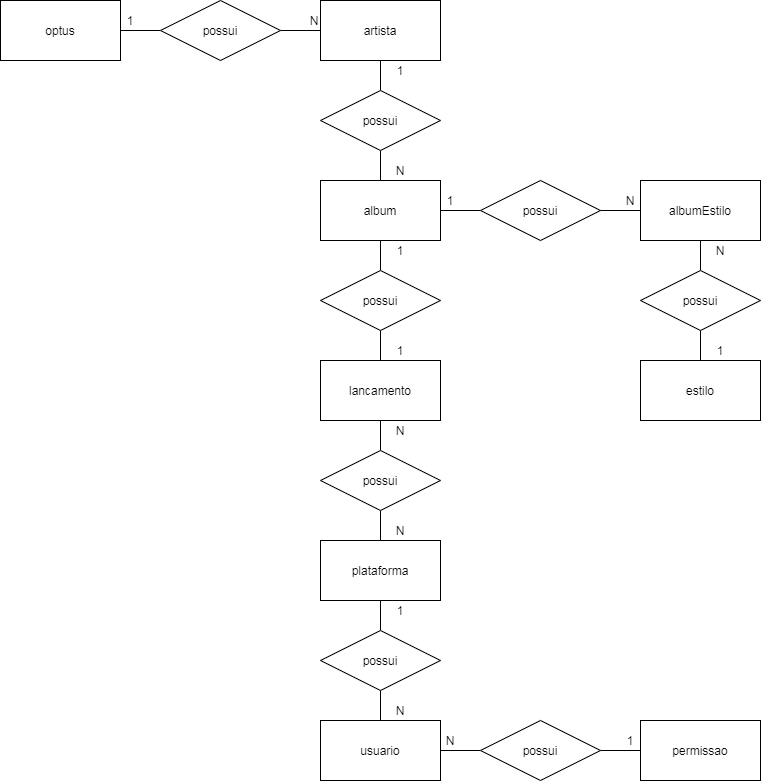 optus
1
possui
N
artista
1
possui
N
album
1
possui
N
albumEstilo
1
possui
1
N
possui
1
lancamento
estilo
N
possui
N
plataforma
1
possui
N
usuario
N
possui
1
permissao